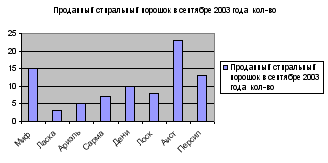 Проданный стиральный порошок в сентябре 2003 года кол-во
25
20
15
10
5
0
Миф
Ласка
Ариэль
Сарма
Дени
Лоск
Аист
Персил
Проданный стиральный
порошок в сентябре 2003
года кол-во